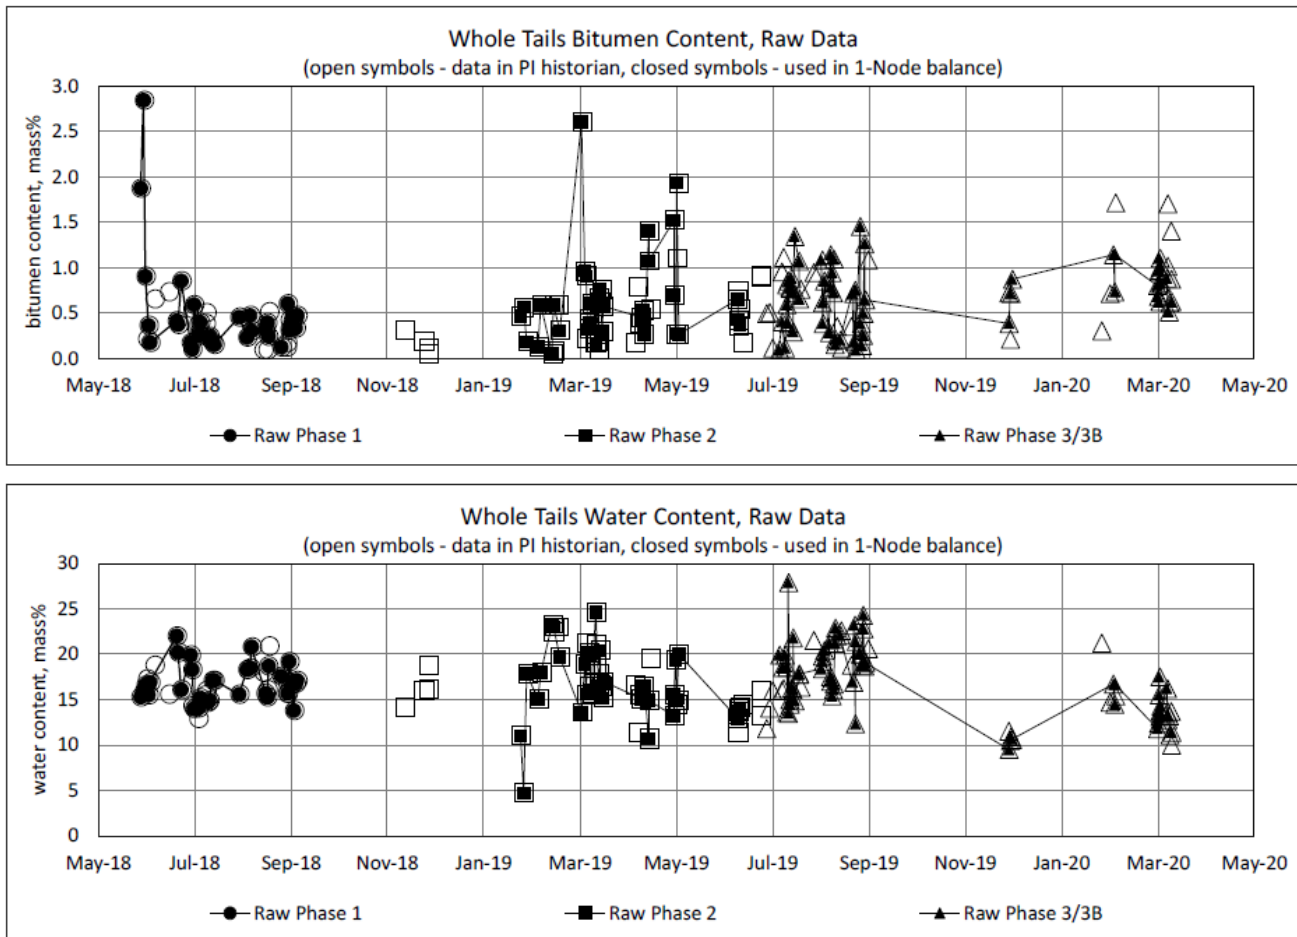 Whole Tails Bitumen Content, Raw Data
(open symbols - data in PI historian, closed symbols - used in 1-Node balance)
bitumen content, mass%
3.0
2.5
2.0
1.5
1.0
0.5
0.0
May-18 Jul-18 Sep-18 Nov-18 Jan-19 Mar-19 May-19 Jul-19 Sep-19 Nov-19 Jan-20 Mar-20 May-20
Raw Phase 1 Raw Phase 2 Raw Phase 3/3B
Whole Tails Water Content, Raw Data
(open symbols - data in PI historian, closed symbols - used in 1-Node balance)
water content, mass%
30
25
20
15
10
5
0
May-18 Jul-18 Sep-18 Nov-18 Jan-19 Mar-19 May-19 Jul-19 Sep-19 Nov-19 Jan-20 Mar-20 May-20
Raw Phase 1 Raw Phase 2 Raw Phase 3/3B